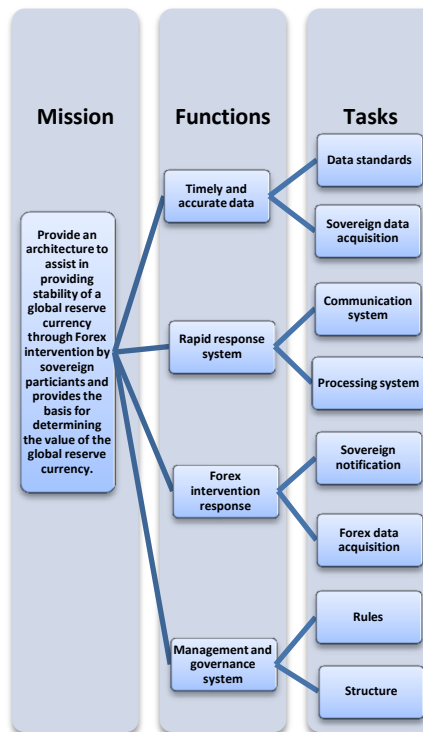 Mission
Functions
Tasks
Provide an
architecture to
assist in
providing
stability of a
global reserve
currency
through Forex
intervention by
sovereign
particiants and
provides the
basis for
determining
the value of the
global reserve
currency.
Timely and
accurate data
Rapid response
system
Forex
intervention
response
Management and
governance
system
Data standards
Sovereign data
acquisition
Communication
system
Processing system
Sovereign
notification
Forex data
acquisition
Rules
Structure